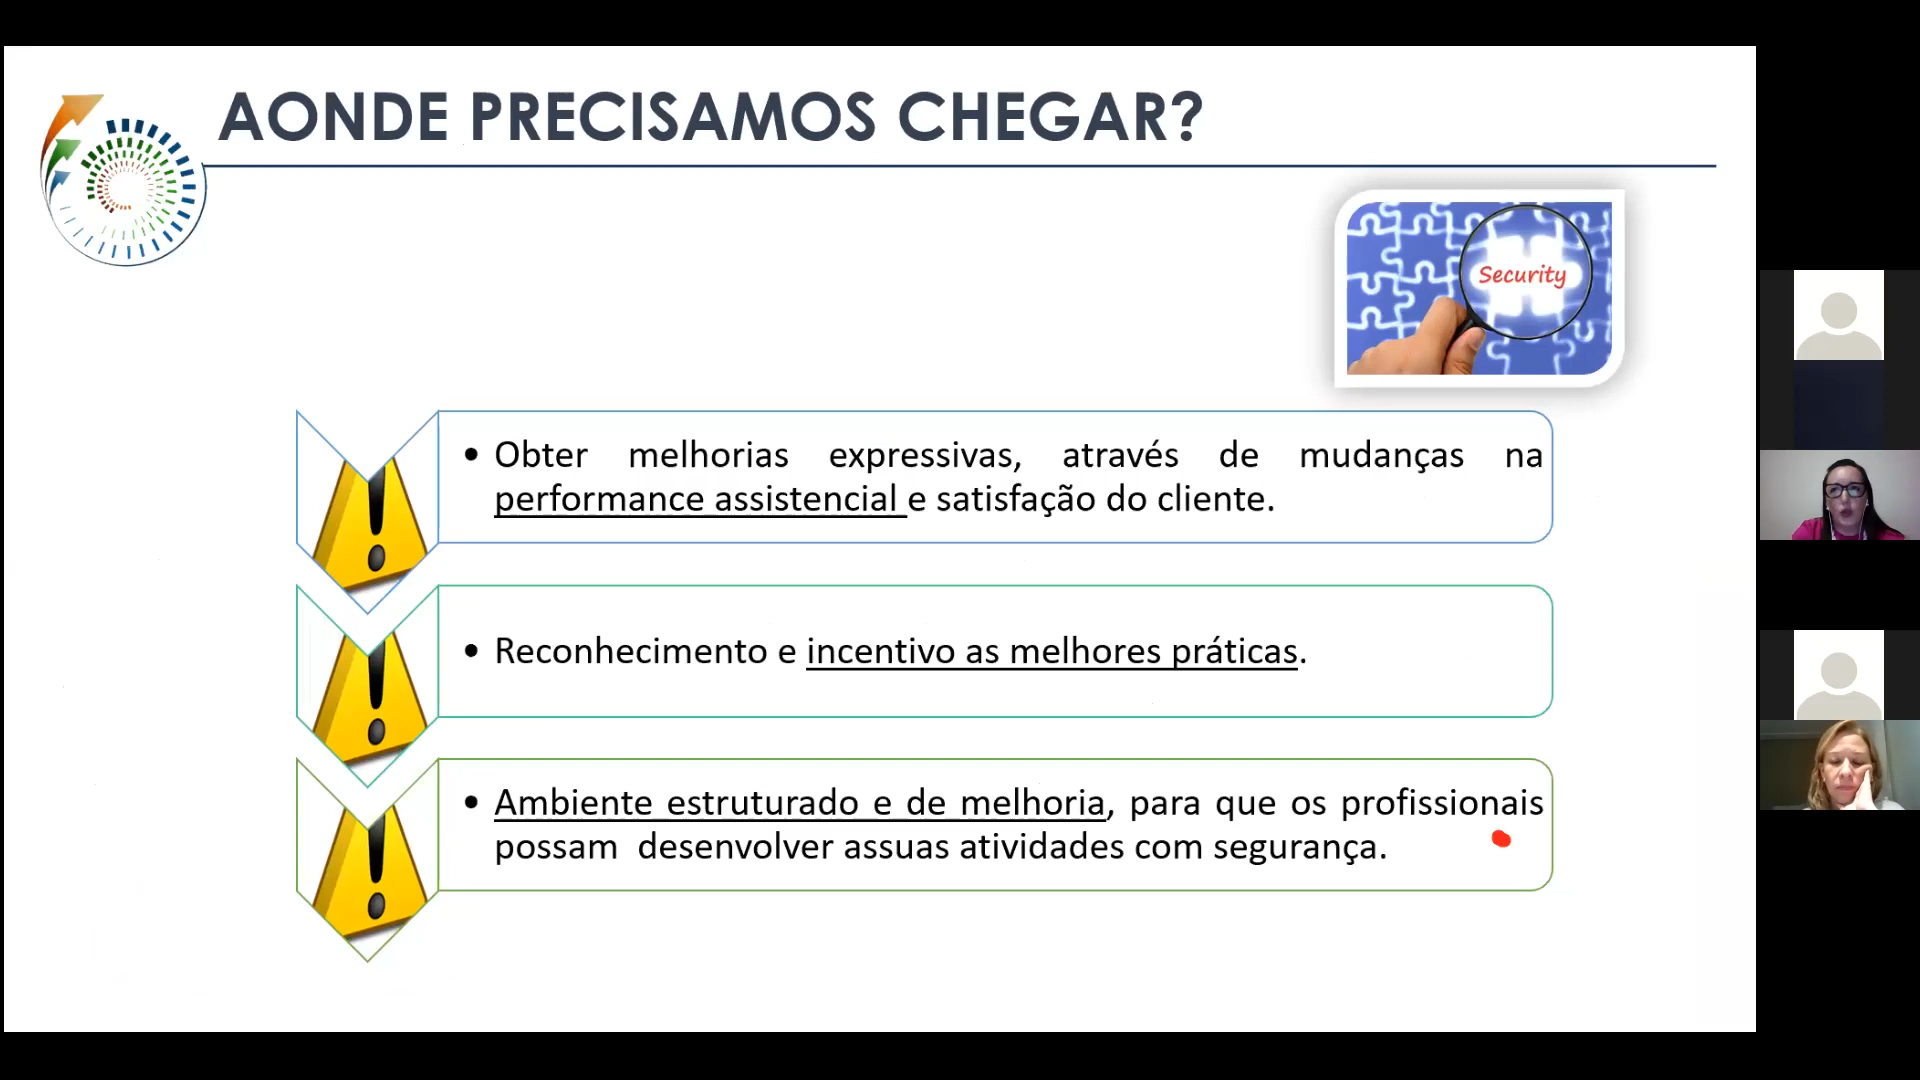 AONDE PRECISAMOS CHEGAR?
Security
• Obter melhorias expressivas, através de mudanças na
performance assistencial e satisfação do cliente.
• Reconhecimento e incentivo as melhores práticas.
• Ambiente estruturado e de melhoria, para que os profissionais
possam desenvolver assuas atividades com segurança.